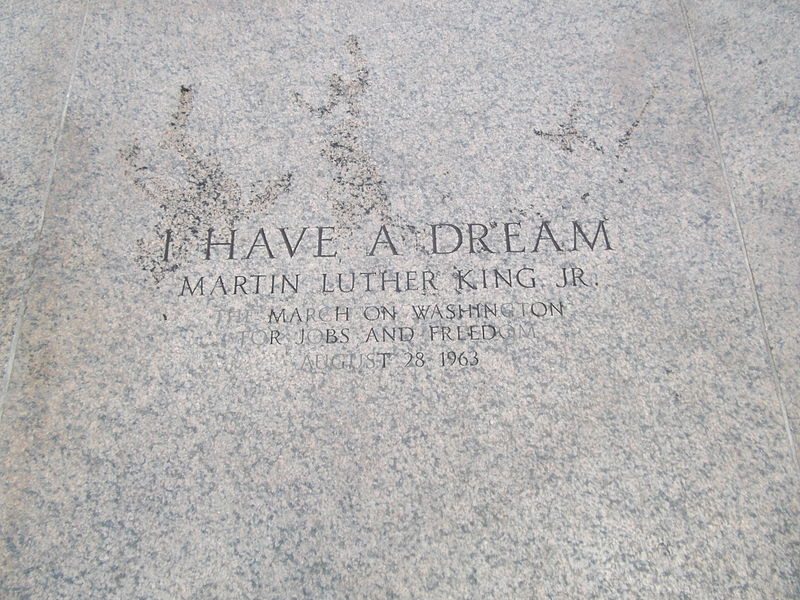 I HAVE A DREAM
MARTIN LUTHER KING, JR.
THE MARCH ON WASHINGTON
FOR JOBS AND FREEDOM
AUGUST 28 1963